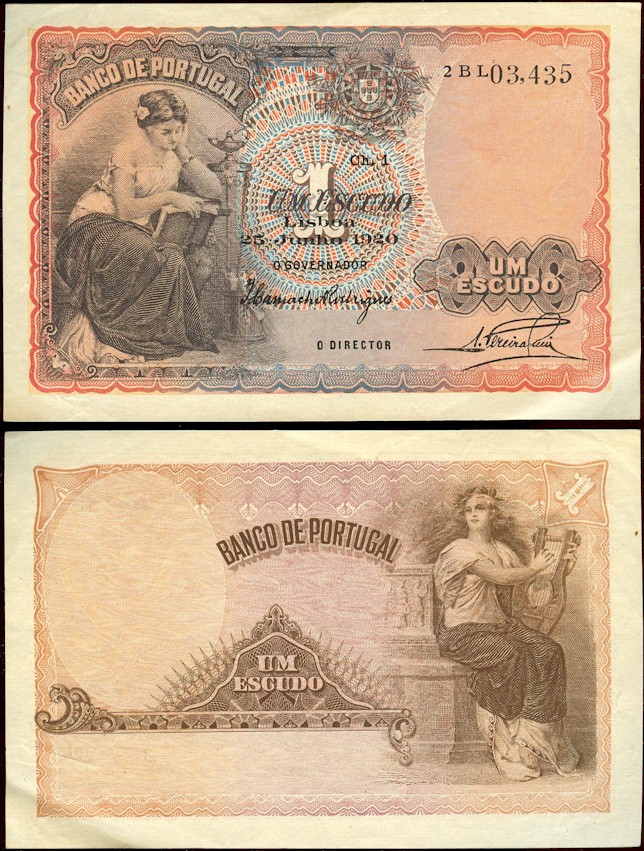 BANCO DE PORTUGAL
2 B L 03,435
Ch. 1
1
UM ESCUDO
Lisboa
25 Junho 1920
O GOVERNADOR
O DIRECTOR
UM
ESCUDO
BANCO DE PORTUGAL
UM
ESCUDO